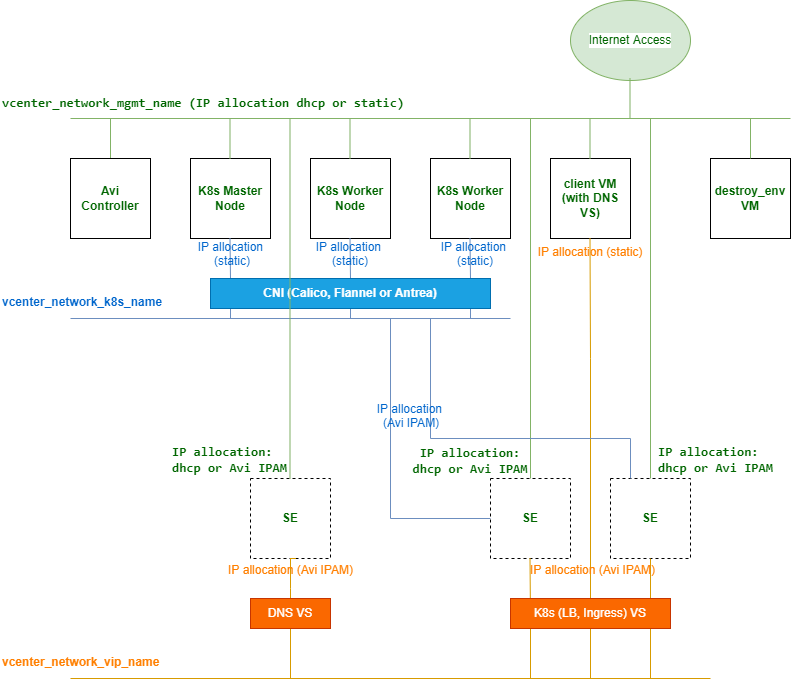 Internet Access
vcenter_network_mgmt_name (IP allocation dhcp or static)
Avi
Controller
K8s Master
Node
K8s Worker
Node
K8s Worker
Node
client VM
(with DNS
VS)
destroy_env
VM
IP allocation
(static)
IP allocation
(static)
IP allocation
(static)
IP allocation (static)
CNI (Calico, Flannel or Antrea)
vcenter_network_k8s_name
IP allocation
(Avi IPAM)
IP allocation:
dhcp or Avi IPAM
IP allocation:
dhcp or Avi IPAM
IP allocation:
dhcp or Avi IPAM
SE
SE
SE
IP allocation (Avi IPAM)
IP allocation (Avi IPAM)
DNS VS
K8s (LB, Ingress) VS
vcenter_network_vip_name